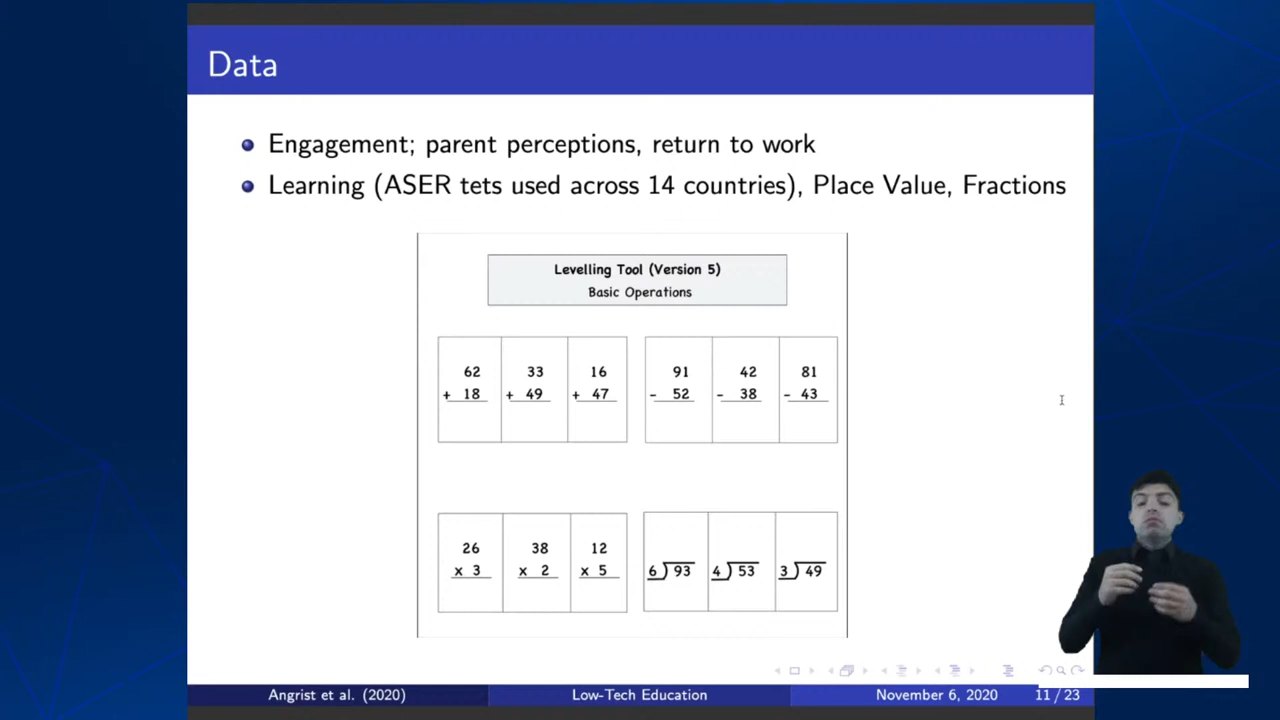 Data
Engagement; parent perceptions, return to work
Learning (ASER tets used across 14 countries), Place Value, Fractions
Levelling Tool (Version 5)
Basic Operations
62 33 16 91 42 81
+ 18 + 49 + 47 - 52 - 38 - 43
26 38 12
x 3 x 2 x 5 6)93 4)53 3)49
Angrist et al. (2020) Low-Tech Education November 6, 2020 11 / 23